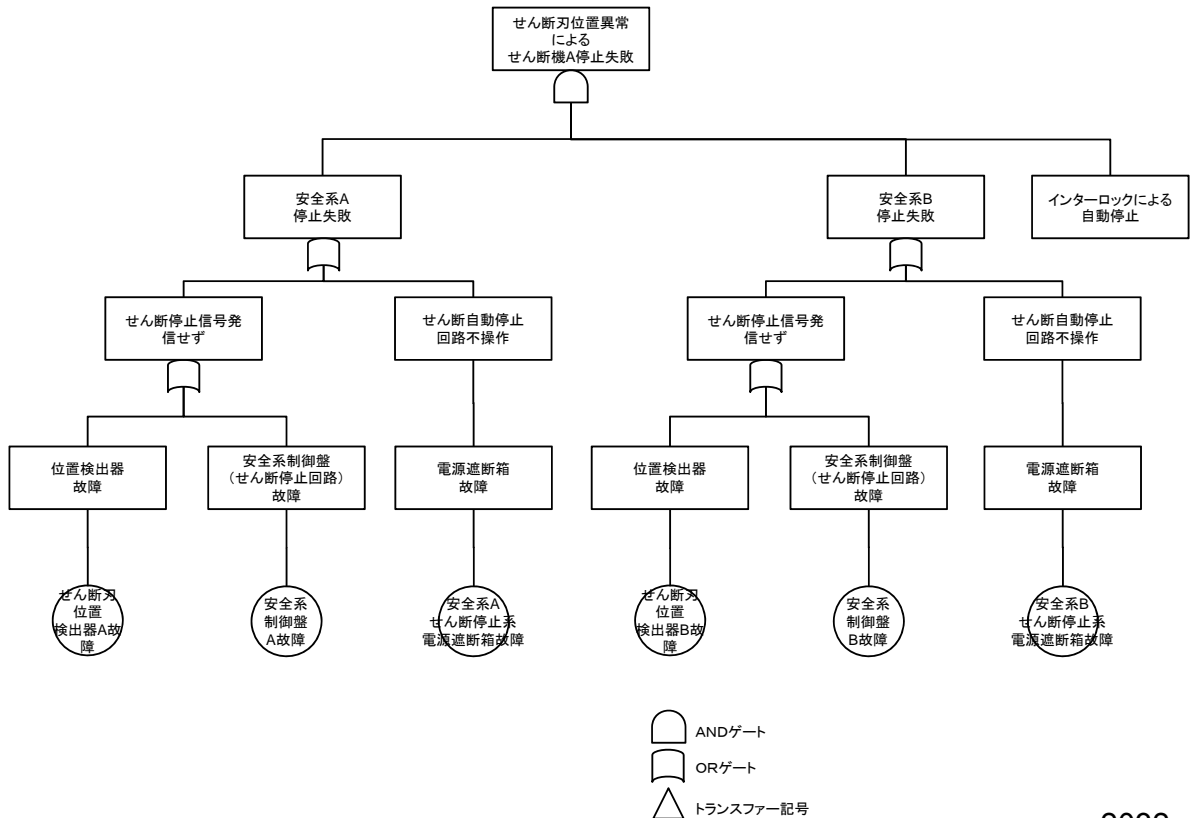 せん断刃位置異常
による
せん断機A停止失敗
安全系A
停止失敗
安全系B
停止失敗
インターロックによる
自動停止
せん断停止信号発
信せず
せん断自動停止
回路不操作
せん断停止信号発
信せず
せん断自動停止
回路不操作
位置検出器
故障
安全系制御盤
（せん断停止回路）
故障
電源遮断箱
故障
位置検出器
故障
安全系制御盤
（せん断停止回路）
故障
電源遮断箱
故障
せん断刃
位置
検出器A故
障
安全系
制御盤
A故障
安全系A
せん断停止系
電源遮断箱故障
せん断刃
位置
検出器B故
障
安全系
制御盤
B故障
安全系B
せん断停止系
電源遮断箱故障
ANDゲート
ORゲート
トランスファー記号